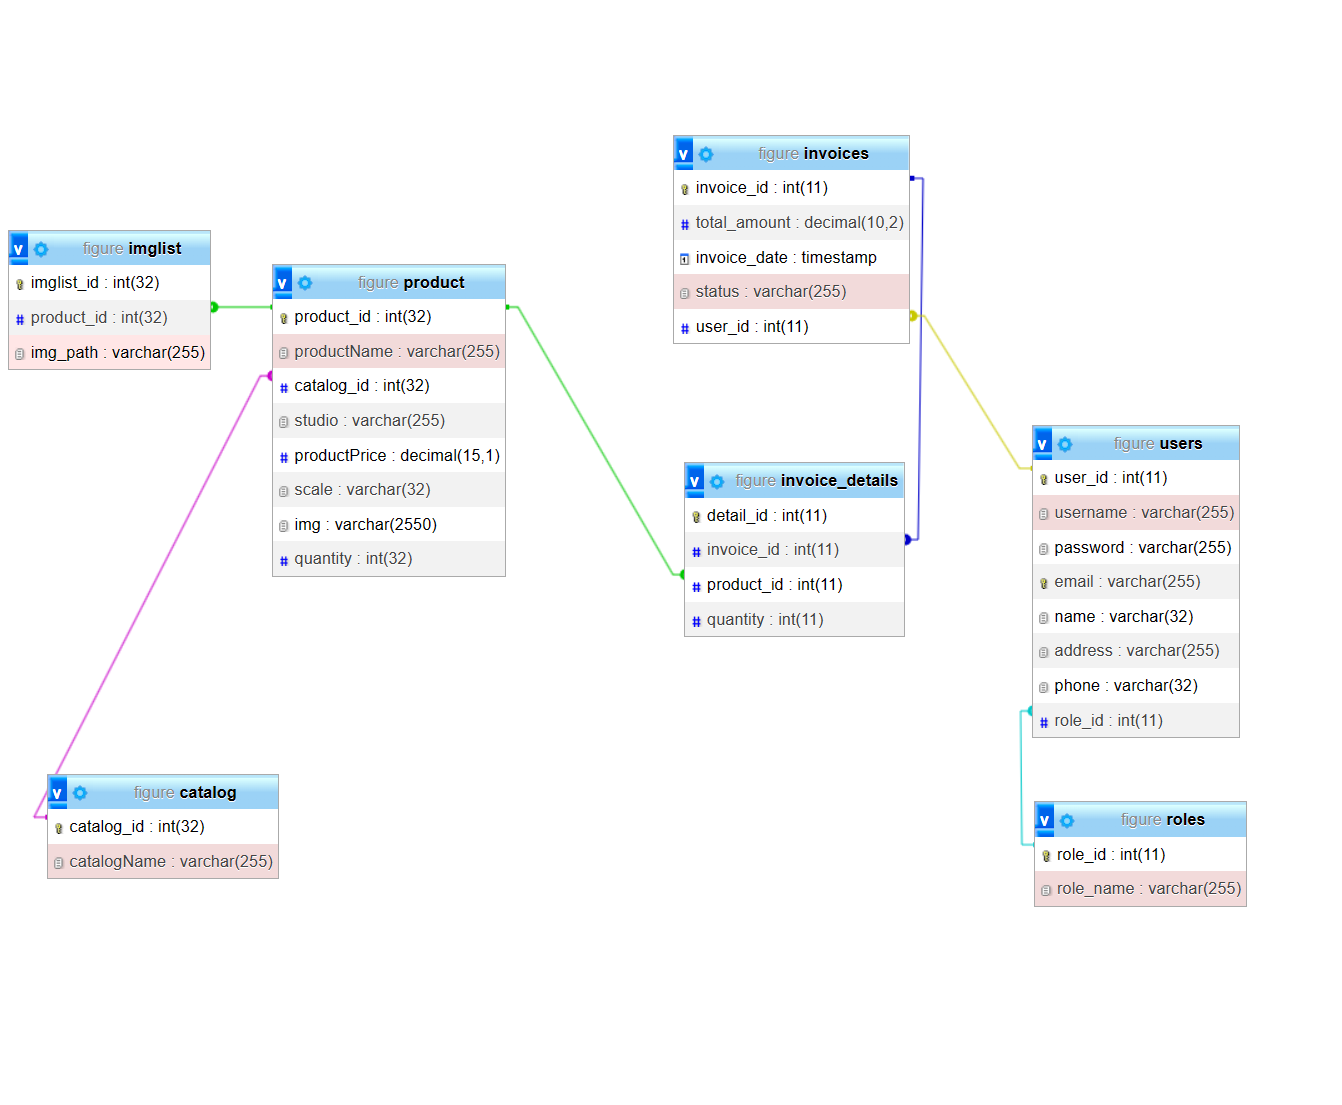 v figure imglist
imglist_id : int(32)
product_id : int(32)
img_path : varchar(255)
v figure product
product_id : int(32)
productName : varchar(255)
catalog_id : int(32)
studio : varchar(255)
productPrice : decimal(15,1)
scale : varchar(32)
img : varchar(2550)
quantity : int(32)
v figure catalog
catalog_id : int(32)
catalogName : varchar(255)
v figure invoices
invoice_id : int(11)
total_amount : decimal(10,2)
invoice_date : timestamp
status : varchar(255)
user_id : int(11)
v figure invoice_details
detail_id : int(11)
invoice_id : int(11)
product_id : int(11)
quantity : int(11)
v figure users
user_id : int(11)
username : varchar(255)
password : varchar(255)
email : varchar(255)
name : varchar(32)
address : varchar(255)
phone : varchar(32)
role_id : int(11)
v figure roles
role_id : int(11)
role_name : varchar(255)